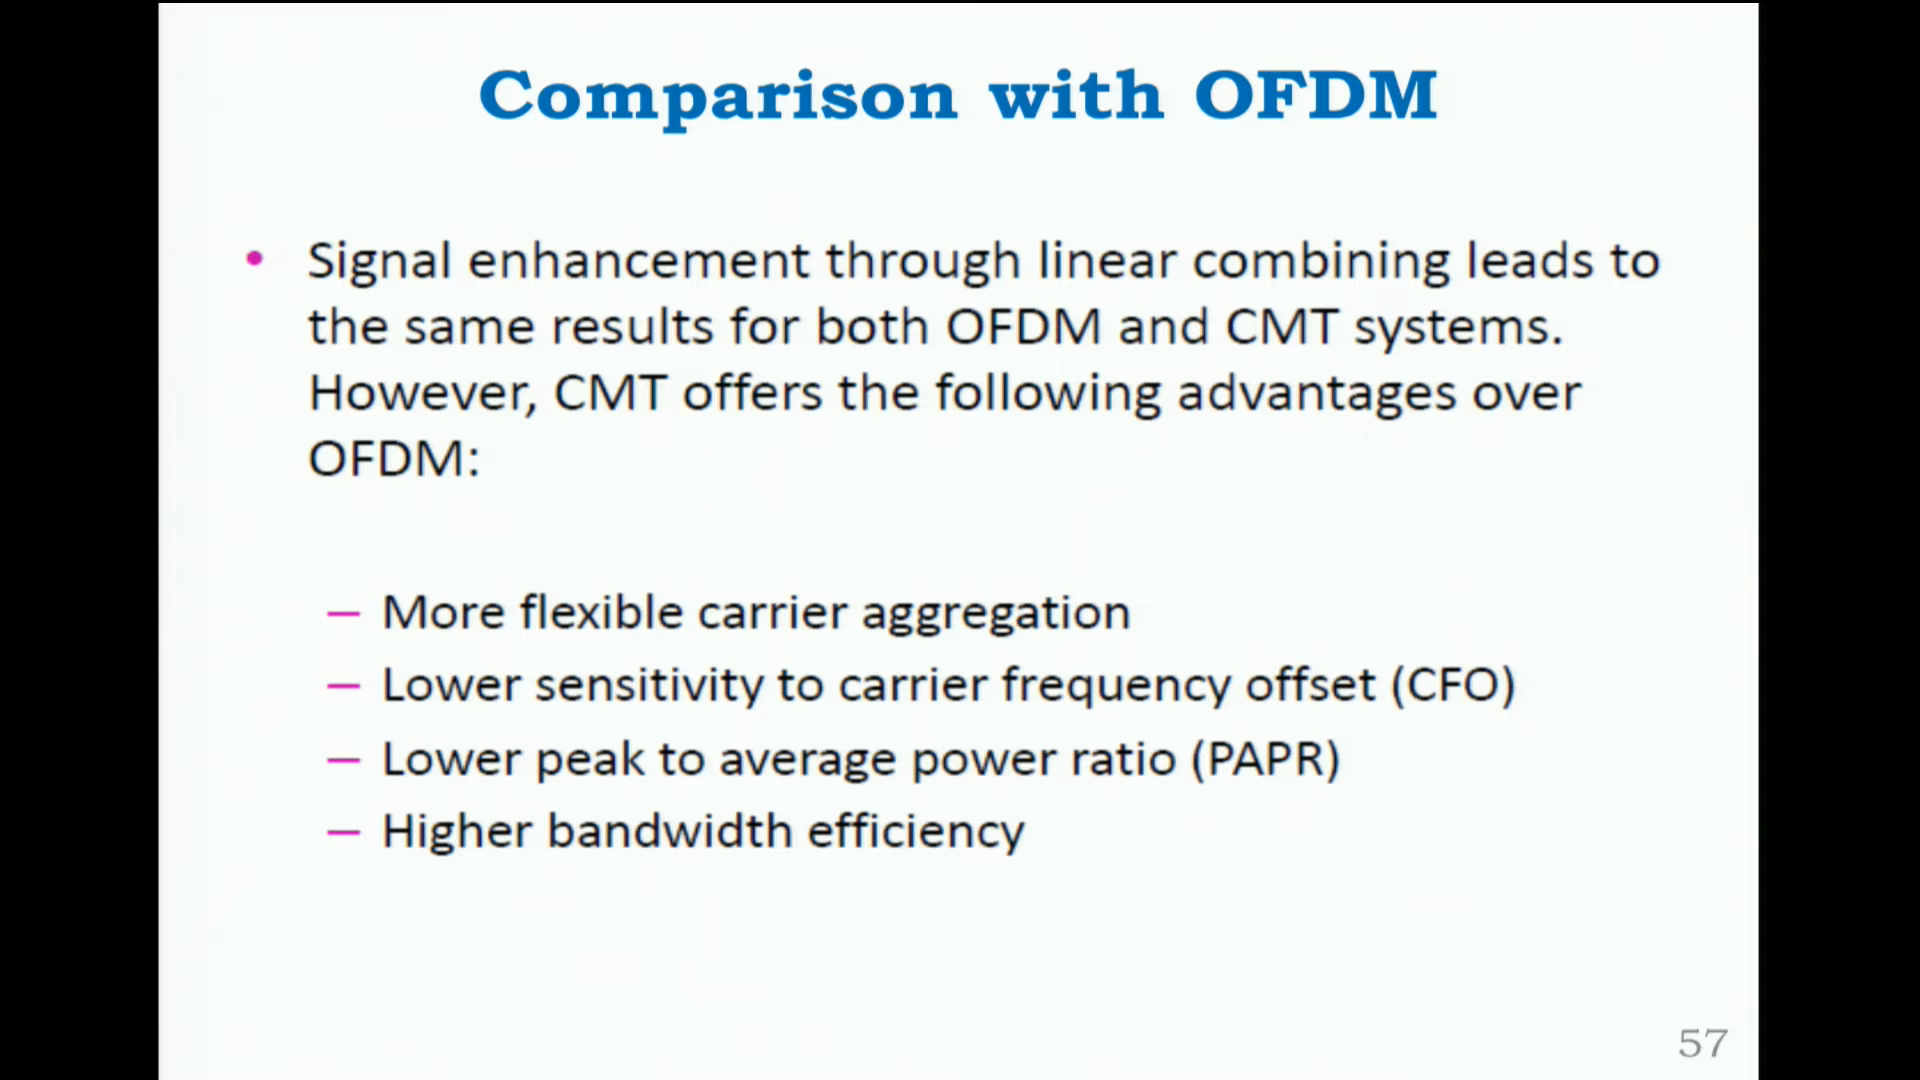 Comparison with OFDM
• Signal enhancement through linear combining leads to
the same results for both OFDM and CMT systems.
However, CMT offers the following advantages over
OFDM:
– More flexible carrier aggregation
– Lower sensitivity to carrier frequency offset (CFO)
– Lower peak to average power ratio (PAPR)
– Higher bandwidth efficiency
57